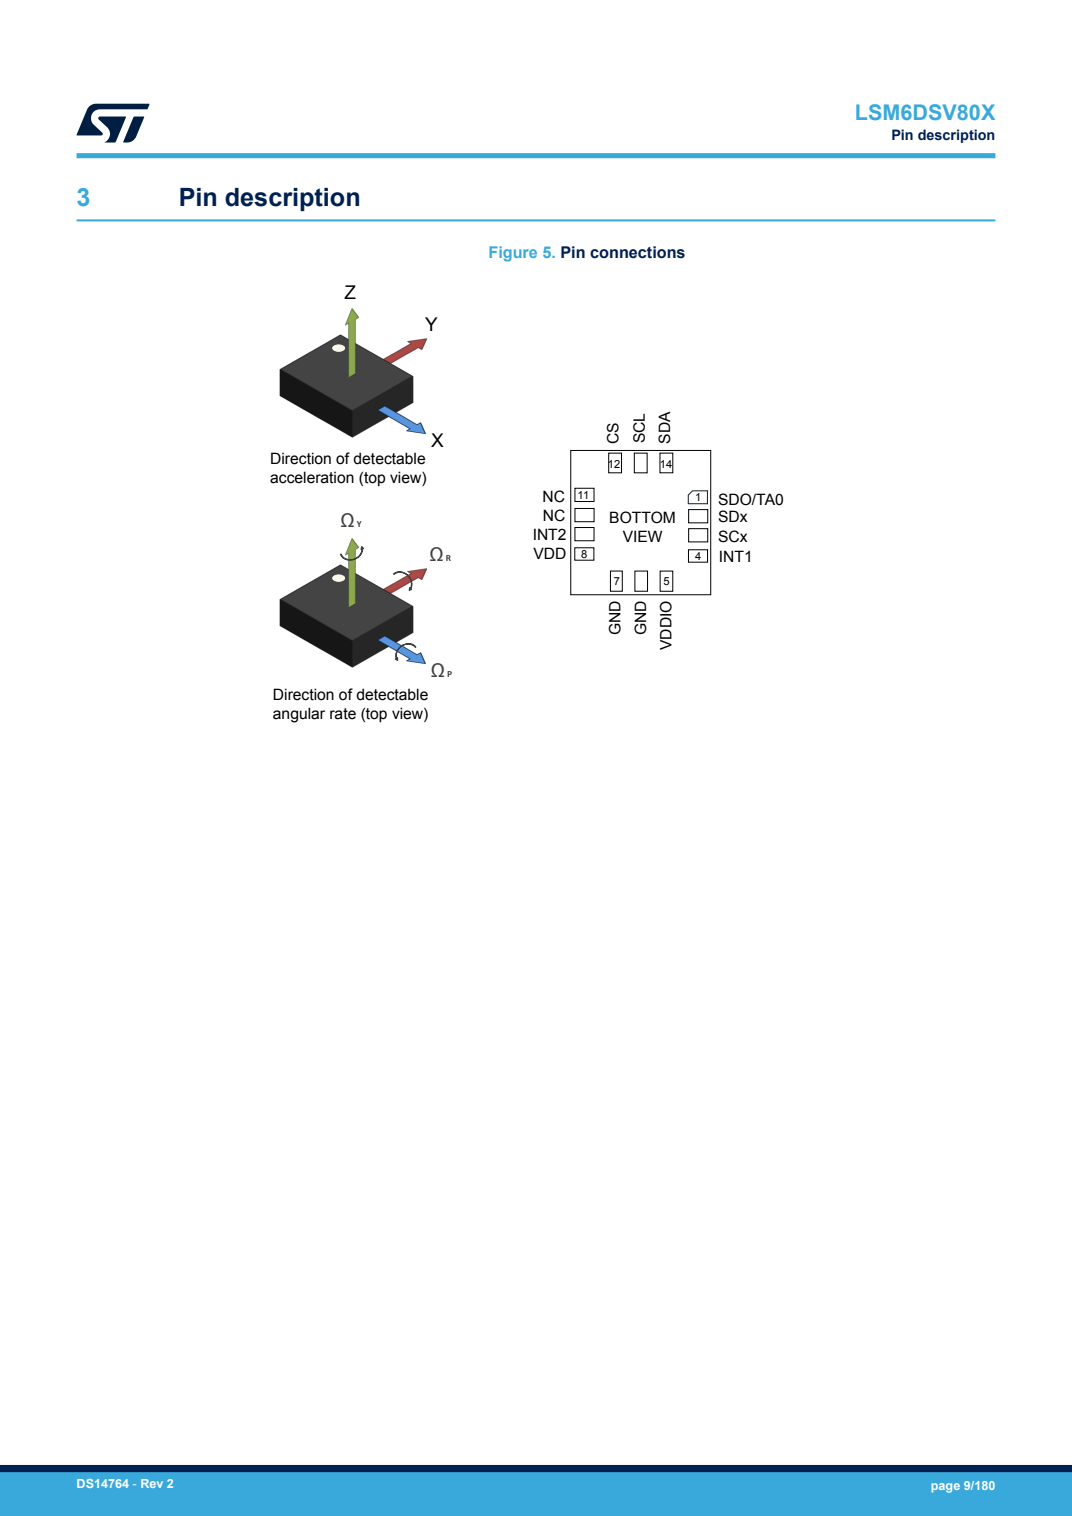 ST
LSM6DSV80X
Pin description
3 Pin description
Figure 5. Pin connections
Z
Y
X
Direction of detectable
acceleration (top view)
Ω Y
Ω R
Ω P
Direction of detectable
angular rate (top view)
CS SCL SDA
12 14
NC 11 1 SDO/TA0
NC BOTTOM SDx
INT2 VIEW SCx
VDD 8 4 INT1
7 5
GND GND VDDIO
DS14764 - Rev 2 page 9/180